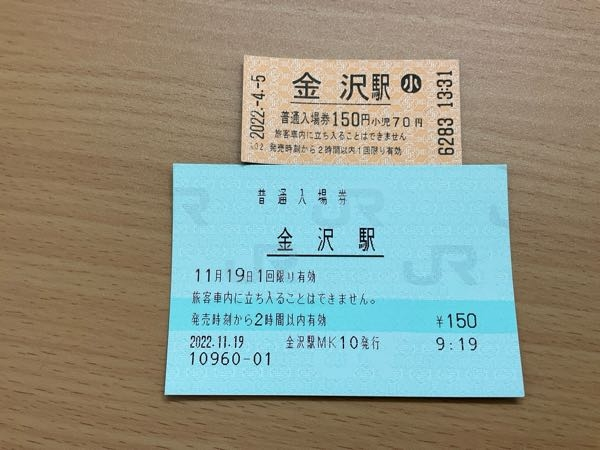 金沢駅 小
普通入場券150円小児70円
旅客車内に立ち入ることはできません
発売時刻から2時間以内1回限り有効
2022.-4.-5
6283 13:31
普通入場券
金沢駅
11月19日1回限り有効
旅客車内に立ち入ることはできません。
発売時刻から2時間以内有効 ¥150
2022.11.19 金沢駅MK10発行 9:19
10960-01
JR